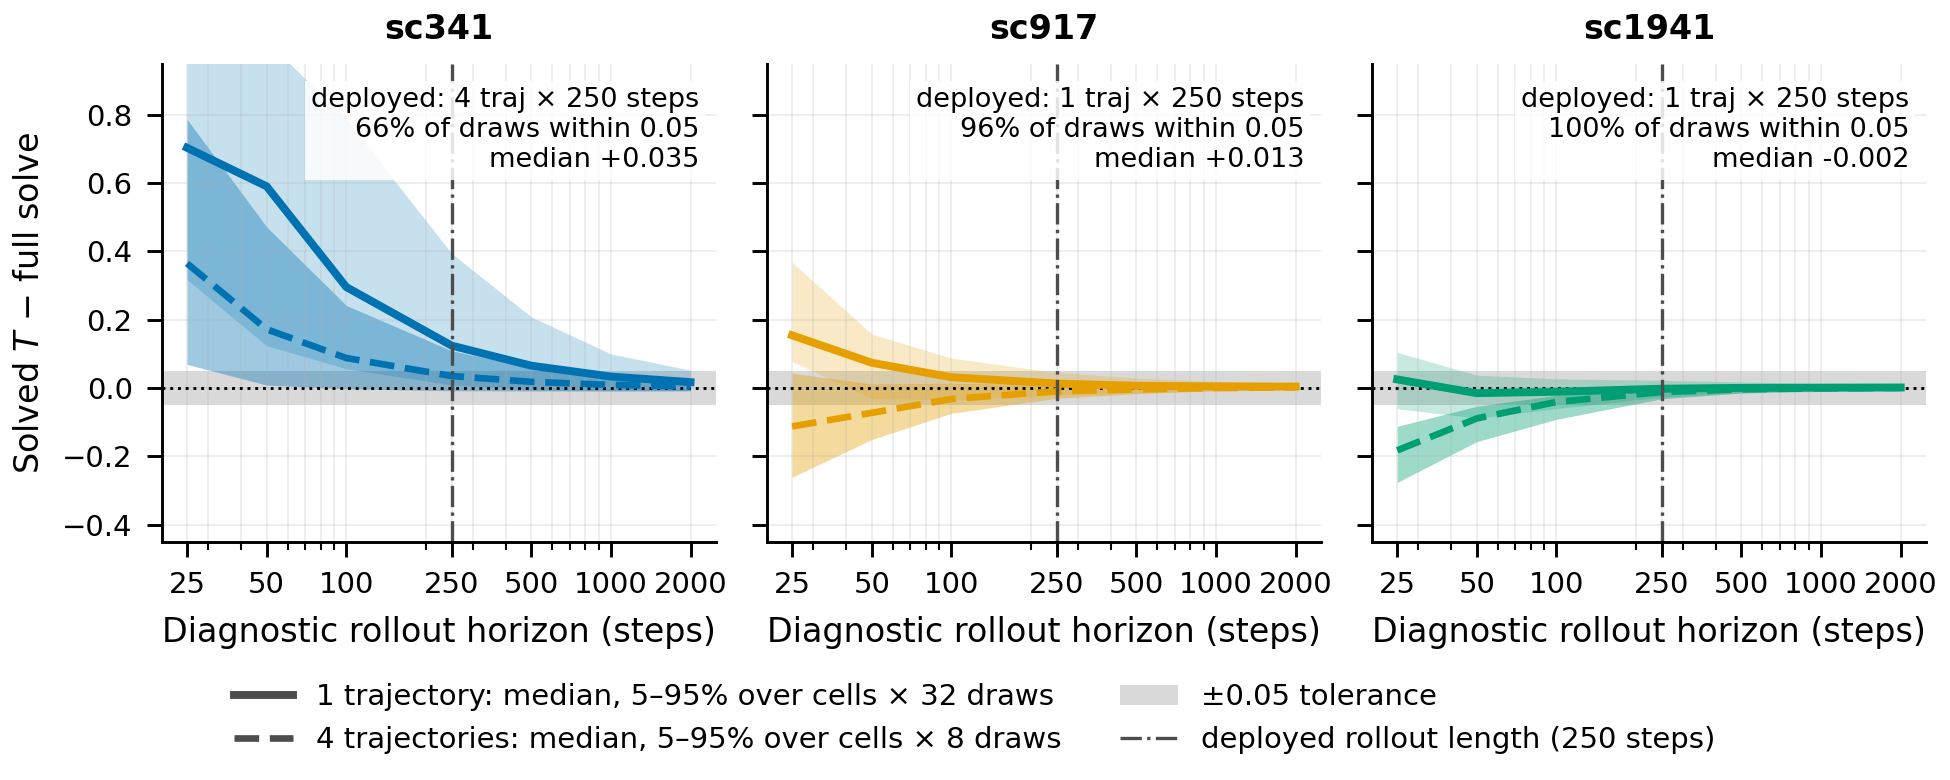 sc341
sc917
sc1941
deployed: 4 traj × 250 steps
66% of draws within 0.05
median +0.035
deployed: 1 traj × 250 steps
96% of draws within 0.05
median +0.013
deployed: 1 traj × 250 steps
100% of draws within 0.05
median -0.002
Solved T − full solve
0.8
0.6
0.4
0.2
0.0
−0.2
−0.4
25 50 100 250 500 1000 2000
25 50 100 250 500 1000 2000
25 50 100 250 500 1000 2000
Diagnostic rollout horizon (steps)
Diagnostic rollout horizon (steps)
Diagnostic rollout horizon (steps)
1 trajectory: median, 5–95% over cells × 32 draws
4 trajectories: median, 5–95% over cells × 8 draws
±0.05 tolerance
deployed rollout length (250 steps)